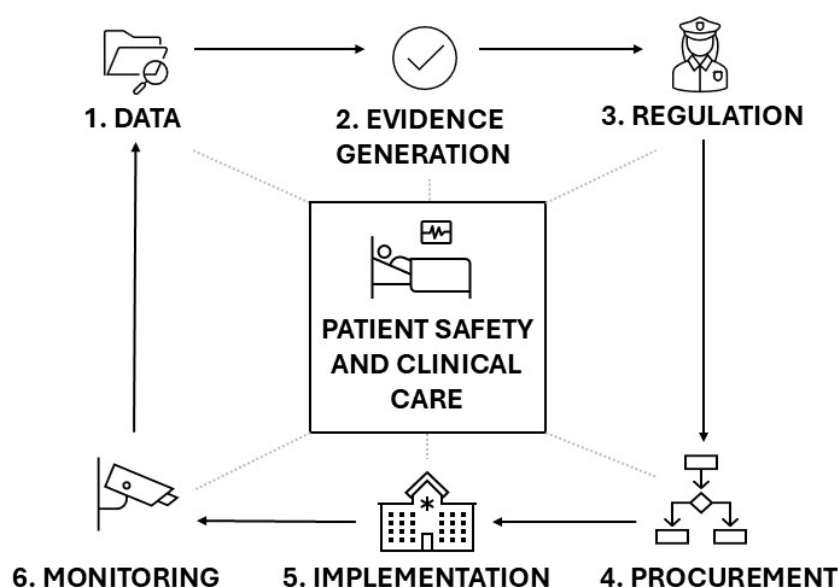 1. DATA
2. EVIDENCE
GENERATION
3. REGULATION
PATIENT SAFETY
AND CLINICAL
CARE
6. MONITORING
5. IMPLEMENTATION
4. PROCUREMENT